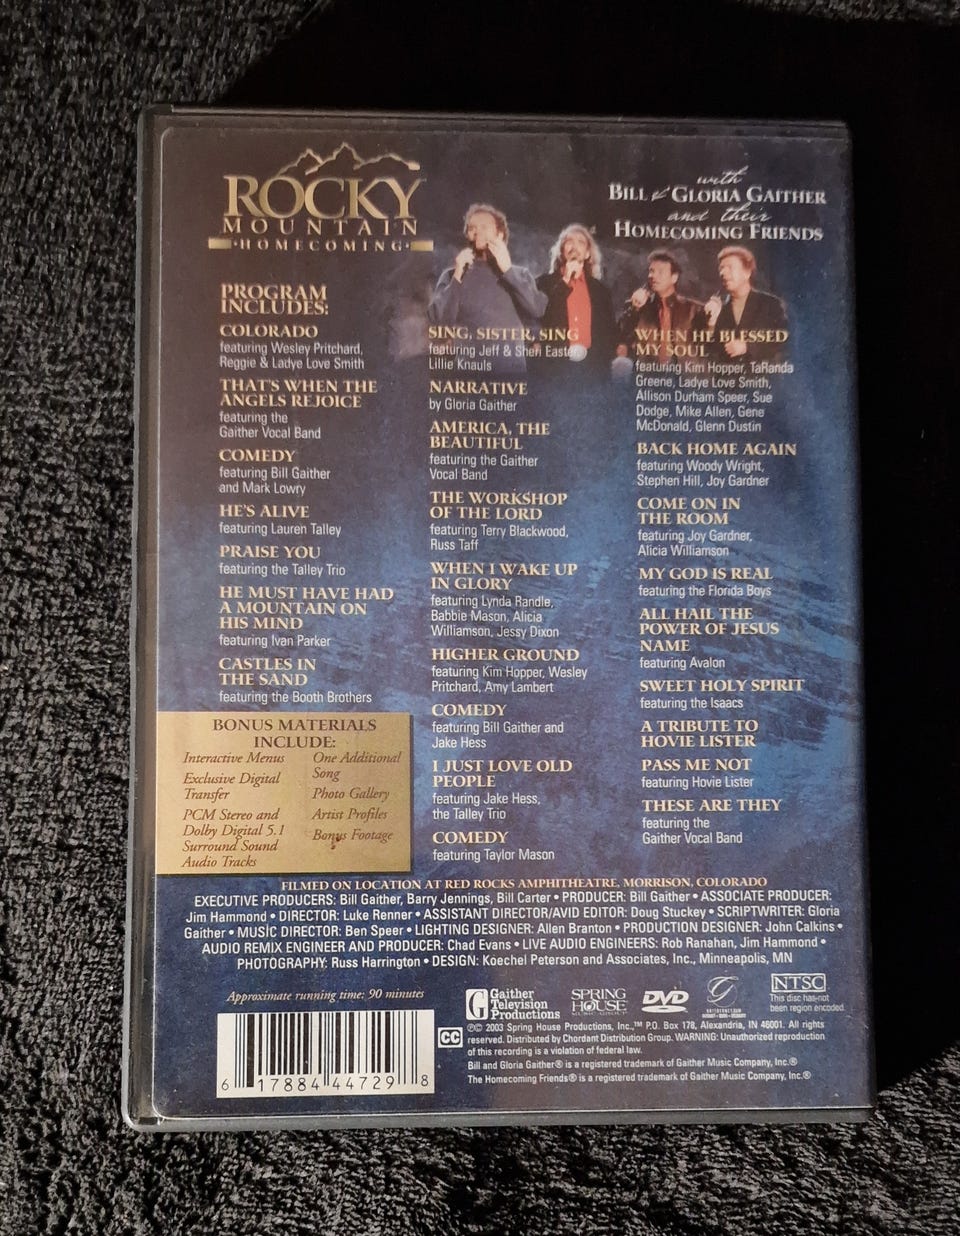 ROCKY
MOUNTAIN
•HOMECOMING•
with
BILL & GLORIA GAITHER
and their
HOMECOMING FRIENDS
PROGRAM
INCLUDES:
COLORADO
featuring Wesley Pritchard,
Reggie & Ladye Love Smith
THAT'S WHEN THE
ANGELS REJOICE
featuring the
Gaither Vocal Band
COMEDY
featuring Bill Gaither
and Mark Lowry
HE'S ALIVE
featuring Lauren Talley
PRAISE YOU
featuring the Talley Trio
HE MUST HAVE HAD
A MOUNTAIN ON
HIS MIND
featuring Ivan Parker
CASTLES IN
THE SAND
featuring the Booth Brothers
SING, SISTER, SING
featuring Jeff & Sheri Easter,
Lillie Knauls
NARRATIVE
by Gloria Gaither
AMERICA, THE
BEAUTIFUL
featuring the Gaither
Vocal Band
THE WORKSHOP
OF THE LORD
featuring Terry Blackwood,
Russ Taff
WHEN I WAKE UP
IN GLORY
featuring Lynda Randle,
Babbie Mason, Alicia
Williamson, Jessy Dixon
HIGHER GROUND
featuring Kim Hopper, Wesley
Pritchard, Amy Lambert
COMEDY
featuring Bill Gaither and
Jake Hess
I JUST LOVE OLD
PEOPLE
featuring Jake Hess,
the Talley Trio
COMEDY
featuring Taylor Mason
WHEN HE BLESSED
MY SOUL
featuring Kim Hopper, TaRanda
Greene, Ladye Love Smith,
Allison Durham Speer, Sue
Dodge, Mike Allen, Gene
McDonald, Glenn Dustin
BACK HOME AGAIN
featuring Woody Wright,
Stephen Hill, Joy Gardner
COME ON IN
THE ROOM
featuring Joy Gardner,
Alicia Williamson
MY GOD IS REAL
featuring the Florida Boys
ALL HAIL THE
POWER OF JESUS
NAME
featuring Avalon
SWEET HOLY SPIRIT
featuring the Isaacs
A TRIBUTE TO
HOVIE LISTER
PASS ME NOT
featuring Hovie Lister
THESE ARE THEY
featuring the
Gaither Vocal Band
BONUS MATERIALS
INCLUDE:
Interactive Menus
Exclusive Digital
Transfer
PCM Stereo and
Dolby Digital 5.1
Surround Sound
Audio Tracks
One Additional
Song
Photo Gallery
Artist Profiles
Bonus Footage
FILMED ON LOCATION AT RED ROCKS AMPHITHEATRE, MORRISON, COLORADO
EXECUTIVE PRODUCERS: Bill Gaither, Barry Jennings, Bill Carter • PRODUCER: Bill Gaither • ASSOCIATE PRODUCER:
Jim Hammond • DIRECTOR: Luke Renner • ASSISTANT DIRECTOR/AVID EDITOR: Doug Stuckey • SCRIPTWRITER: Gloria
Gaither • MUSIC DIRECTOR: Ben Speer • LIGHTING DESIGNER: Allen Branton • PRODUCTION DESIGNER: John Calkins •
AUDIO REMIX ENGINEER AND PRODUCER: Chad Evans • LIVE AUDIO ENGINEERS: Rob Ranahan, Jim Hammond •
PHOTOGRAPHY: Russ Harrington • DESIGN: Koechel Peterson and Associates, Inc., Minneapolis, MN
Approximate running time: 90 minutes
6 17884 44729 8
CC
G Gaither
Television
Productions
SPRING
HOUSE
DVD
G
NTSC
This disc has not
been region encoded.
℗© 2003 Spring House Productions, Inc.,™ P.O. Box 178, Alexandria, IN 46001. All rights
reserved. Distributed by Chordant Distribution Group. WARNING: Unauthorized reproduction
of this recording is a violation of federal law.
Bill and Gloria Gaither® is a registered trademark of Gaither Music Company, Inc.®
The Homecoming Friends® is a registered trademark of Gaither Music Company, Inc.®